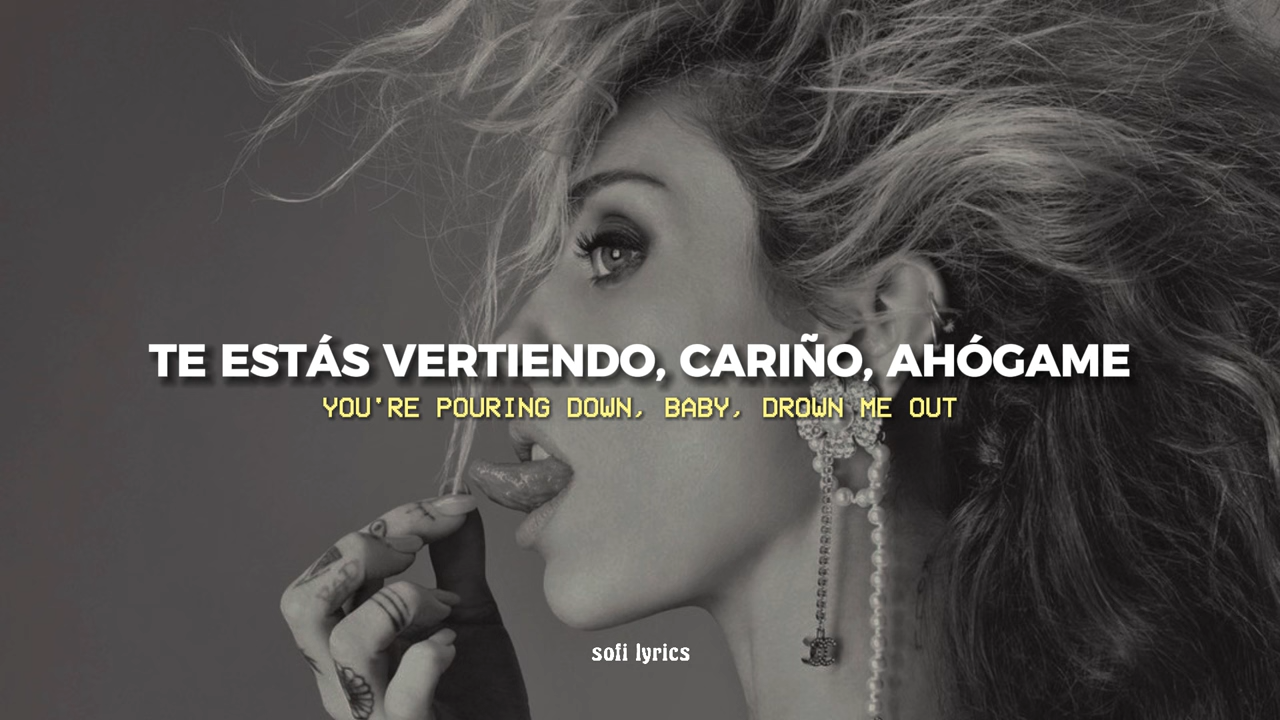 TE ESTÁS VERTIENDO, CARIÑO, AHÓGAME
YOU'RE POURING DOWN, BABY, DROWN ME OUT
sofi lyrics